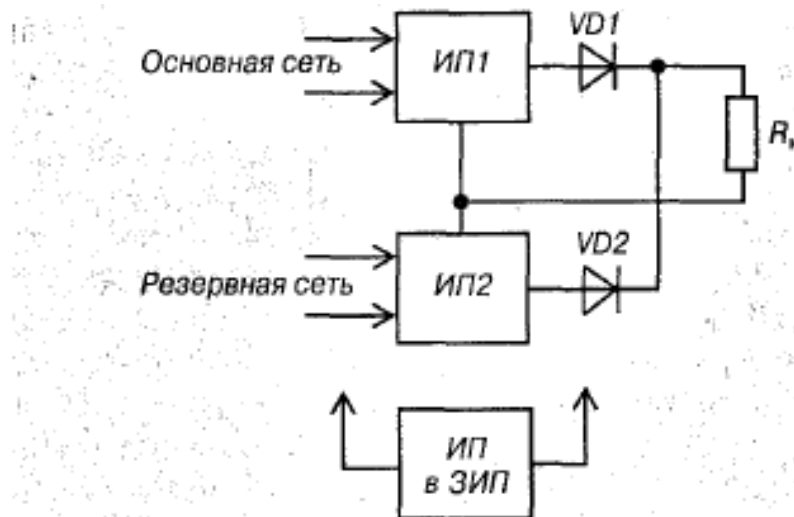 Основная сеть
ИП1
VD1
R
Резервная сеть
ИП2
VD2
ИП
в ЗИП